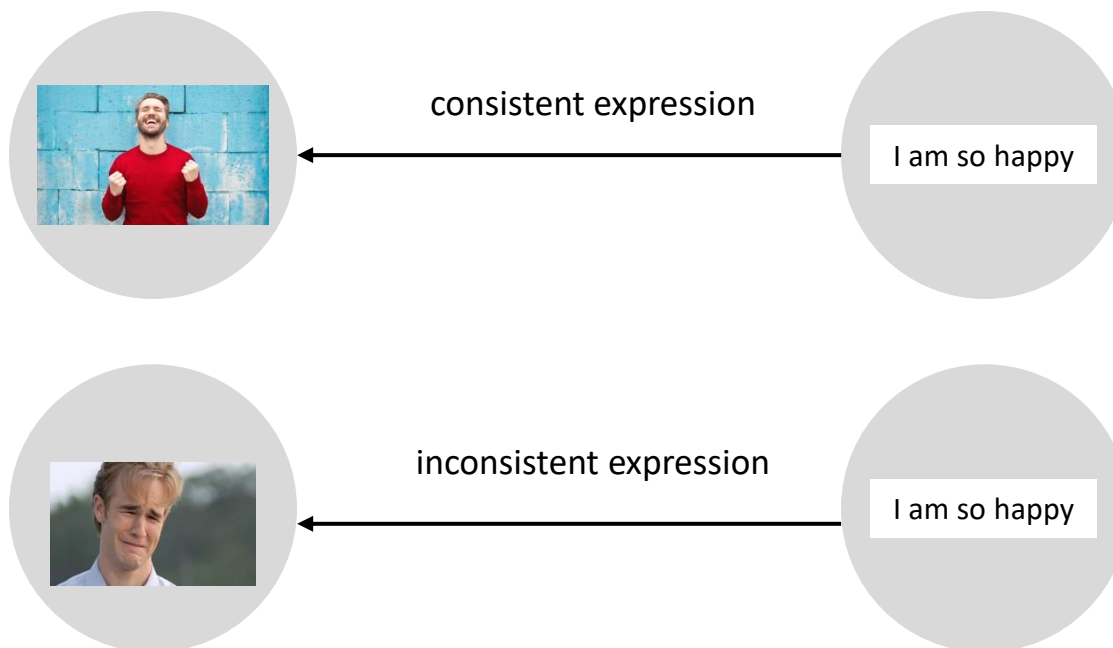 consistent expression
I am so happy
inconsistent expression
I am so happy